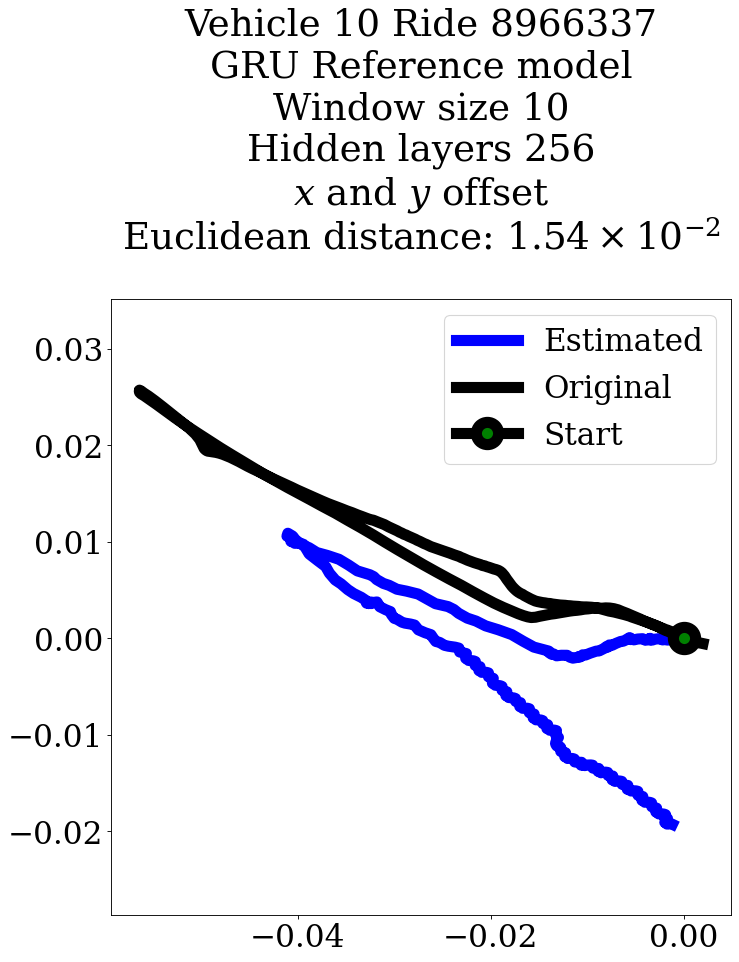 Vehicle 10 Ride 8966337
GRU Reference model
Window size 10
Hidden layers 256
x and y offset
Euclidean distance: 1.54 × 10⁻²
Estimated
Original
Start
0.03
0.02
0.01
0.00
−0.01
−0.02
−0.04
−0.02
0.00